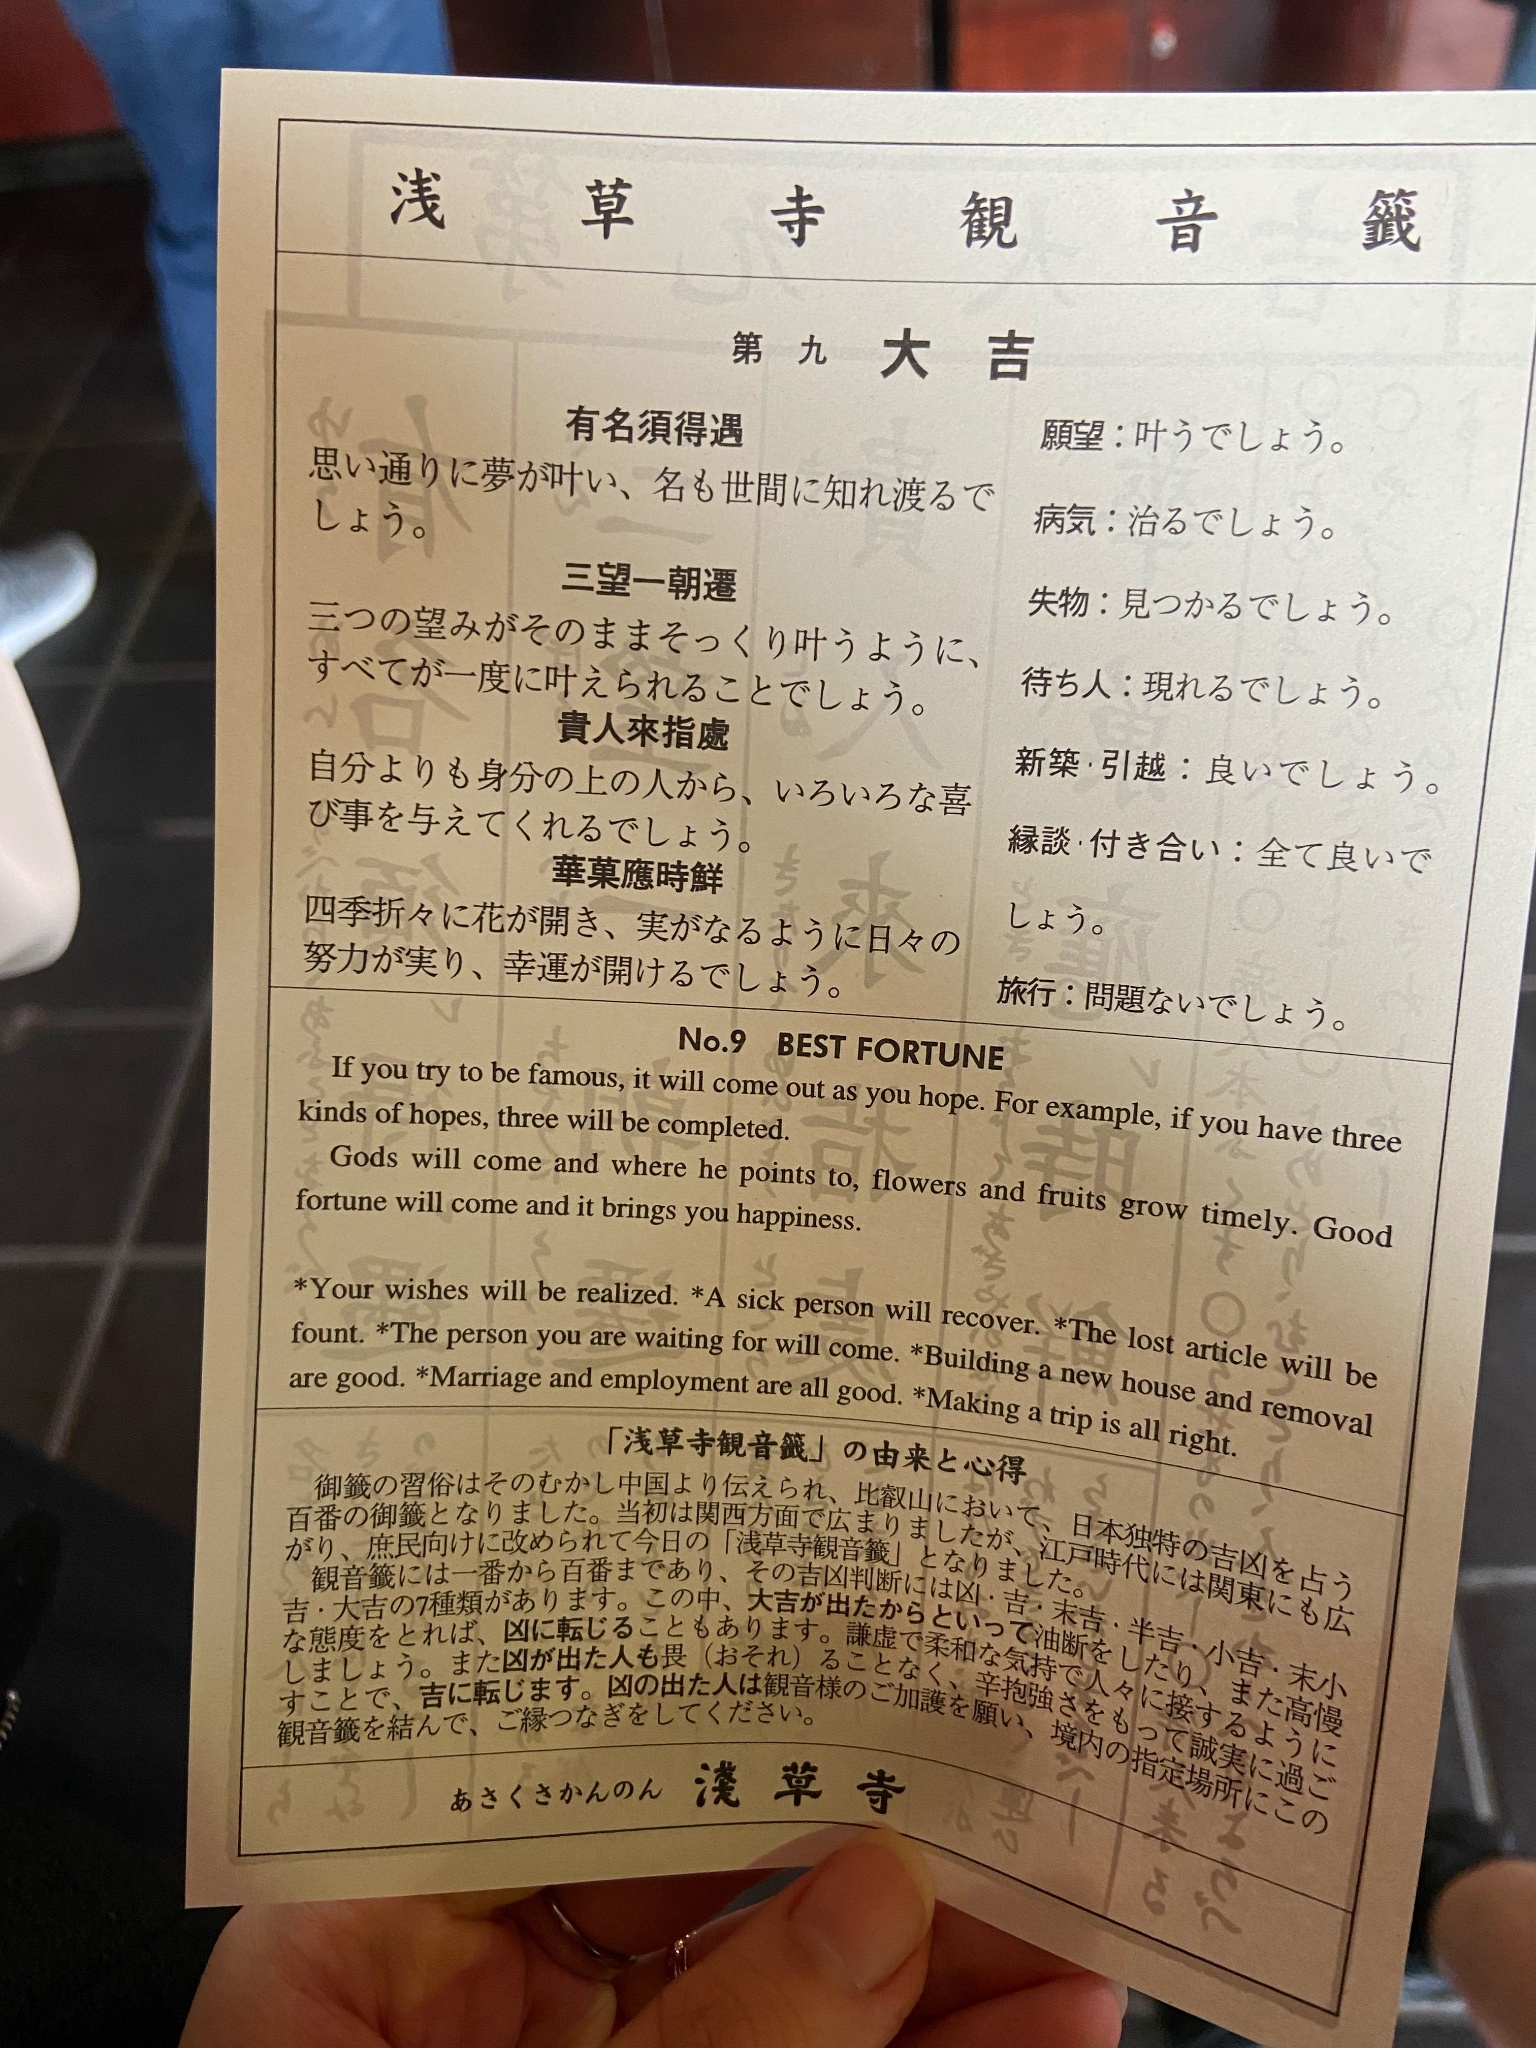 浅草寺観音籤
第九 大吉
有名須得遇
思い通りに夢が叶い、名も世間に知れ渡るで
しょう。
三望一朝遷
三つの望みがそのままそっくり叶うように、
すべてが一度に叶えられることでしょう。
貴人來指處
自分よりも身分の上の人から、いろいろな喜
び事を与えてくれるでしょう。
華菓應時鮮
四季折々に花が開き、実がなるように日々の
努力が実り、幸運が開けるでしょう。
願望：叶うでしょう。
病気：治るでしょう。
失物：見つかるでしょう。
待ち人：現れるでしょう。
新築·引越：良いでしょう。
縁談·付き合い：全て良いで
しょう。
旅行：問題ないでしょう。
No.9 BEST FORTUNE
If you try to be famous, it will come out as you hope. For example, if you have three
kinds of hopes, three will be completed.
Gods will come and where he points to, flowers and fruits grow timely. Good
fortune will come and it brings you happiness.
*Your wishes will be realized. *A sick person will recover. *The lost article will be
fount. *The person you are waiting for will come. *Building a new house and removal
are good. *Marriage and employment are all good. *Making a trip is all right.
「浅草寺観音籤」の由来と心得
御籤の習俗はそのむかし中国より伝えられ、比叡山において、日本独特の吉凶を占う
百番の御籤となりました。当初は関西方面で広まりましたが、江戸時代には関東にも広
がり、庶民向けに改められて今日の「浅草寺観音籤」となりました。
観音籤には一番から百番まであり、その吉凶判断には凶·吉·末吉·半吉·小吉·末小
吉·大吉の7種類があります。この中、大吉が出たからといって油断をしたり、また高慢
な態度をとれば、凶に転じることもあります。謙虚で柔和な気持で人々に接するように
しましょう。また凶が出た人も畏（おそれ）ることなく、辛抱強さをもって誠実に過ご
すことで、吉に転じます。凶の出た人は観音様のご加護を願い、境内の指定場所にこの
観音籤を結んで、ご縁つなぎをしてください。
あさくさかんのん 淺草寺